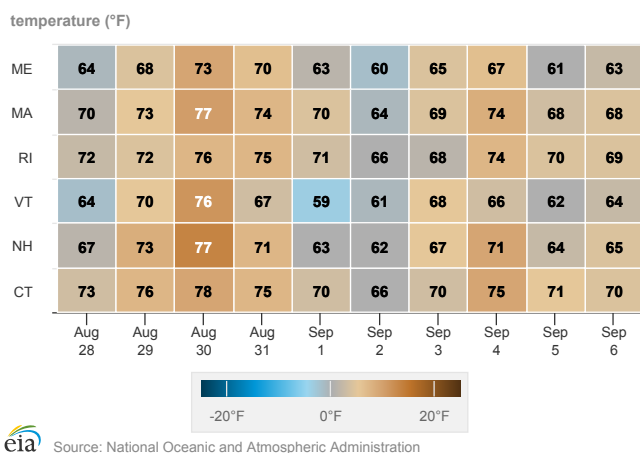 temperature (°F)
ME 64 68 73 70 63 60 65 67 61 63
MA 70 73 77 74 70 64 69 74 68 68
RI 72 72 76 75 71 66 68 74 70 69
VT 64 70 76 67 59 61 68 66 62 64
NH 67 73 77 71 63 62 67 71 64 65
CT 73 76 78 75 70 66 70 75 71 70
Aug Aug Aug Aug Sep Sep Sep Sep Sep Sep
28 29 30 31 1 2 3 4 5 6
-20°F 0°F 20°F
eia Source: National Oceanic and Atmospheric Administration